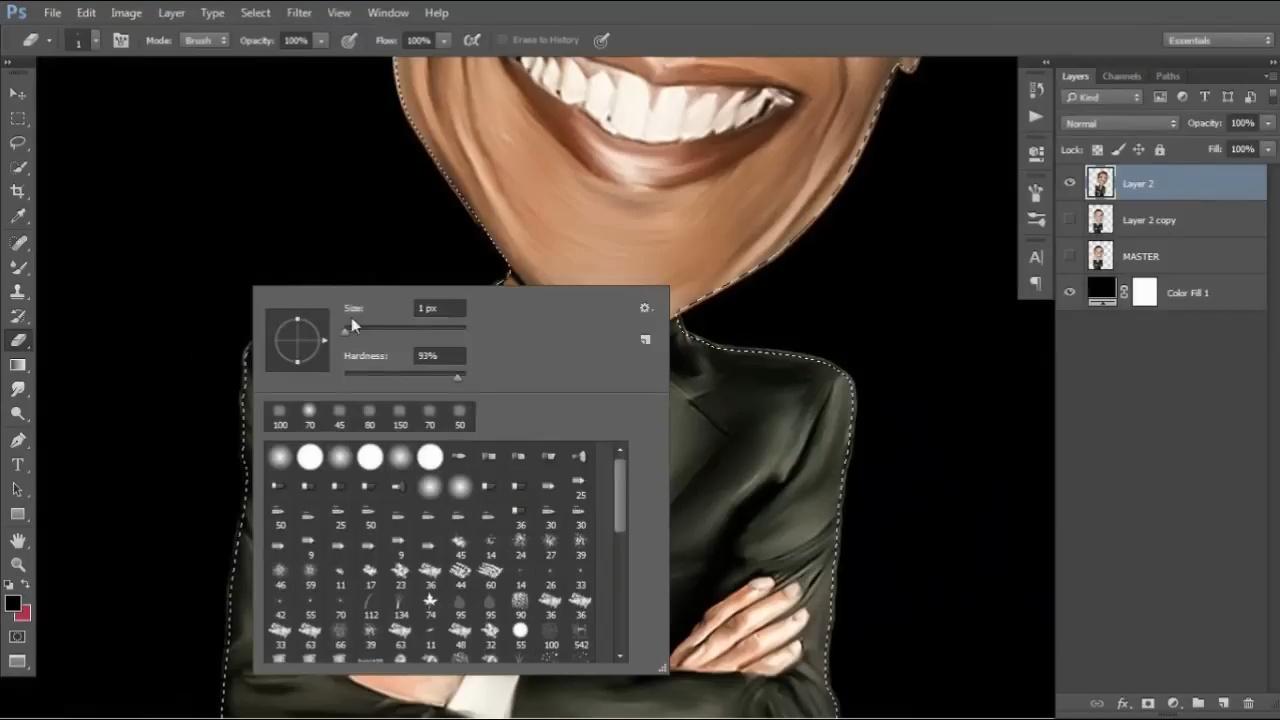 Ps File Edit Image Layer Type Select Filter View Window Help
1 Mode: Brush Opacity: 100% Flow: 100% Erase to History Essentials
Layers Channels Paths
Kind
Normal Opacity: 100%
Lock: Fill: 100%
Layer 2
Layer 2 copy
MASTER
Color Fill 1
Size: 1 px
Hardness: 93%
100 70 45 80 150 70 50
25
50 25 50 36 30 30
9 9 45 14 24 27 39
46 59 11 17 23 36 44 60 14 26 33
42 55 70 112 134 74 95 95 90 36 36
33 63 66 39 63 11 48 32 55 100 542